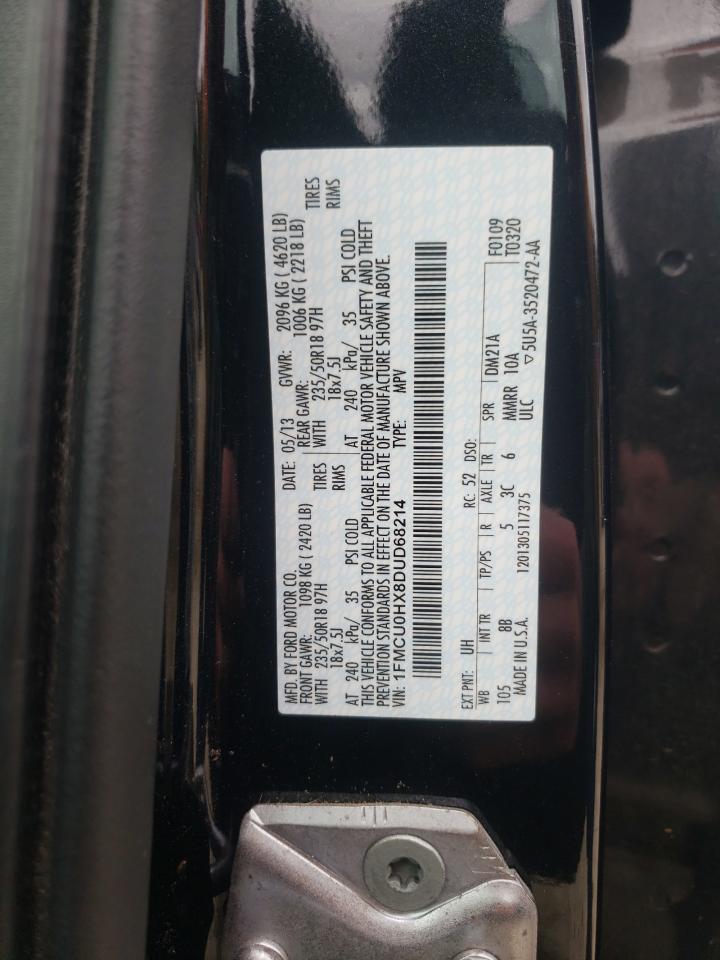 MFD. BY FORD MOTOR CO. DATE: 05/13 GVWR: 2096 KG ( 4620 LB)
FRONT GAWR: 1098 KG ( 2420 LB) REAR GAWR: 1006 KG ( 2218 LB)
WITH 235/50R18 97H TIRES WITH 235/50R18 97H TIRES
18x7.5J RIMS 18x7.5J RIMS
AT 240 kPa/ 35 PSI COLD AT 240 kPa/ 35 PSI COLD
THIS VEHICLE CONFORMS TO ALL APPLICABLE FEDERAL MOTOR VEHICLE SAFETY AND THEFT
PREVENTION STANDARDS IN EFFECT ON THE DATE OF MANUFACTURE SHOWN ABOVE.
VIN: 1FMCU0HX8DUD68214 TYPE: MPV
F0109
T0320
EXT PNT: UH RC: 52 DSO:
WB INT TR TP/PS R AXLE TR SPR DM21A
105 8B 5 3C 6 MMRR 10A
MADE IN U.S.A. 1201305117375 ULC ▽5U5A-3520472-AA